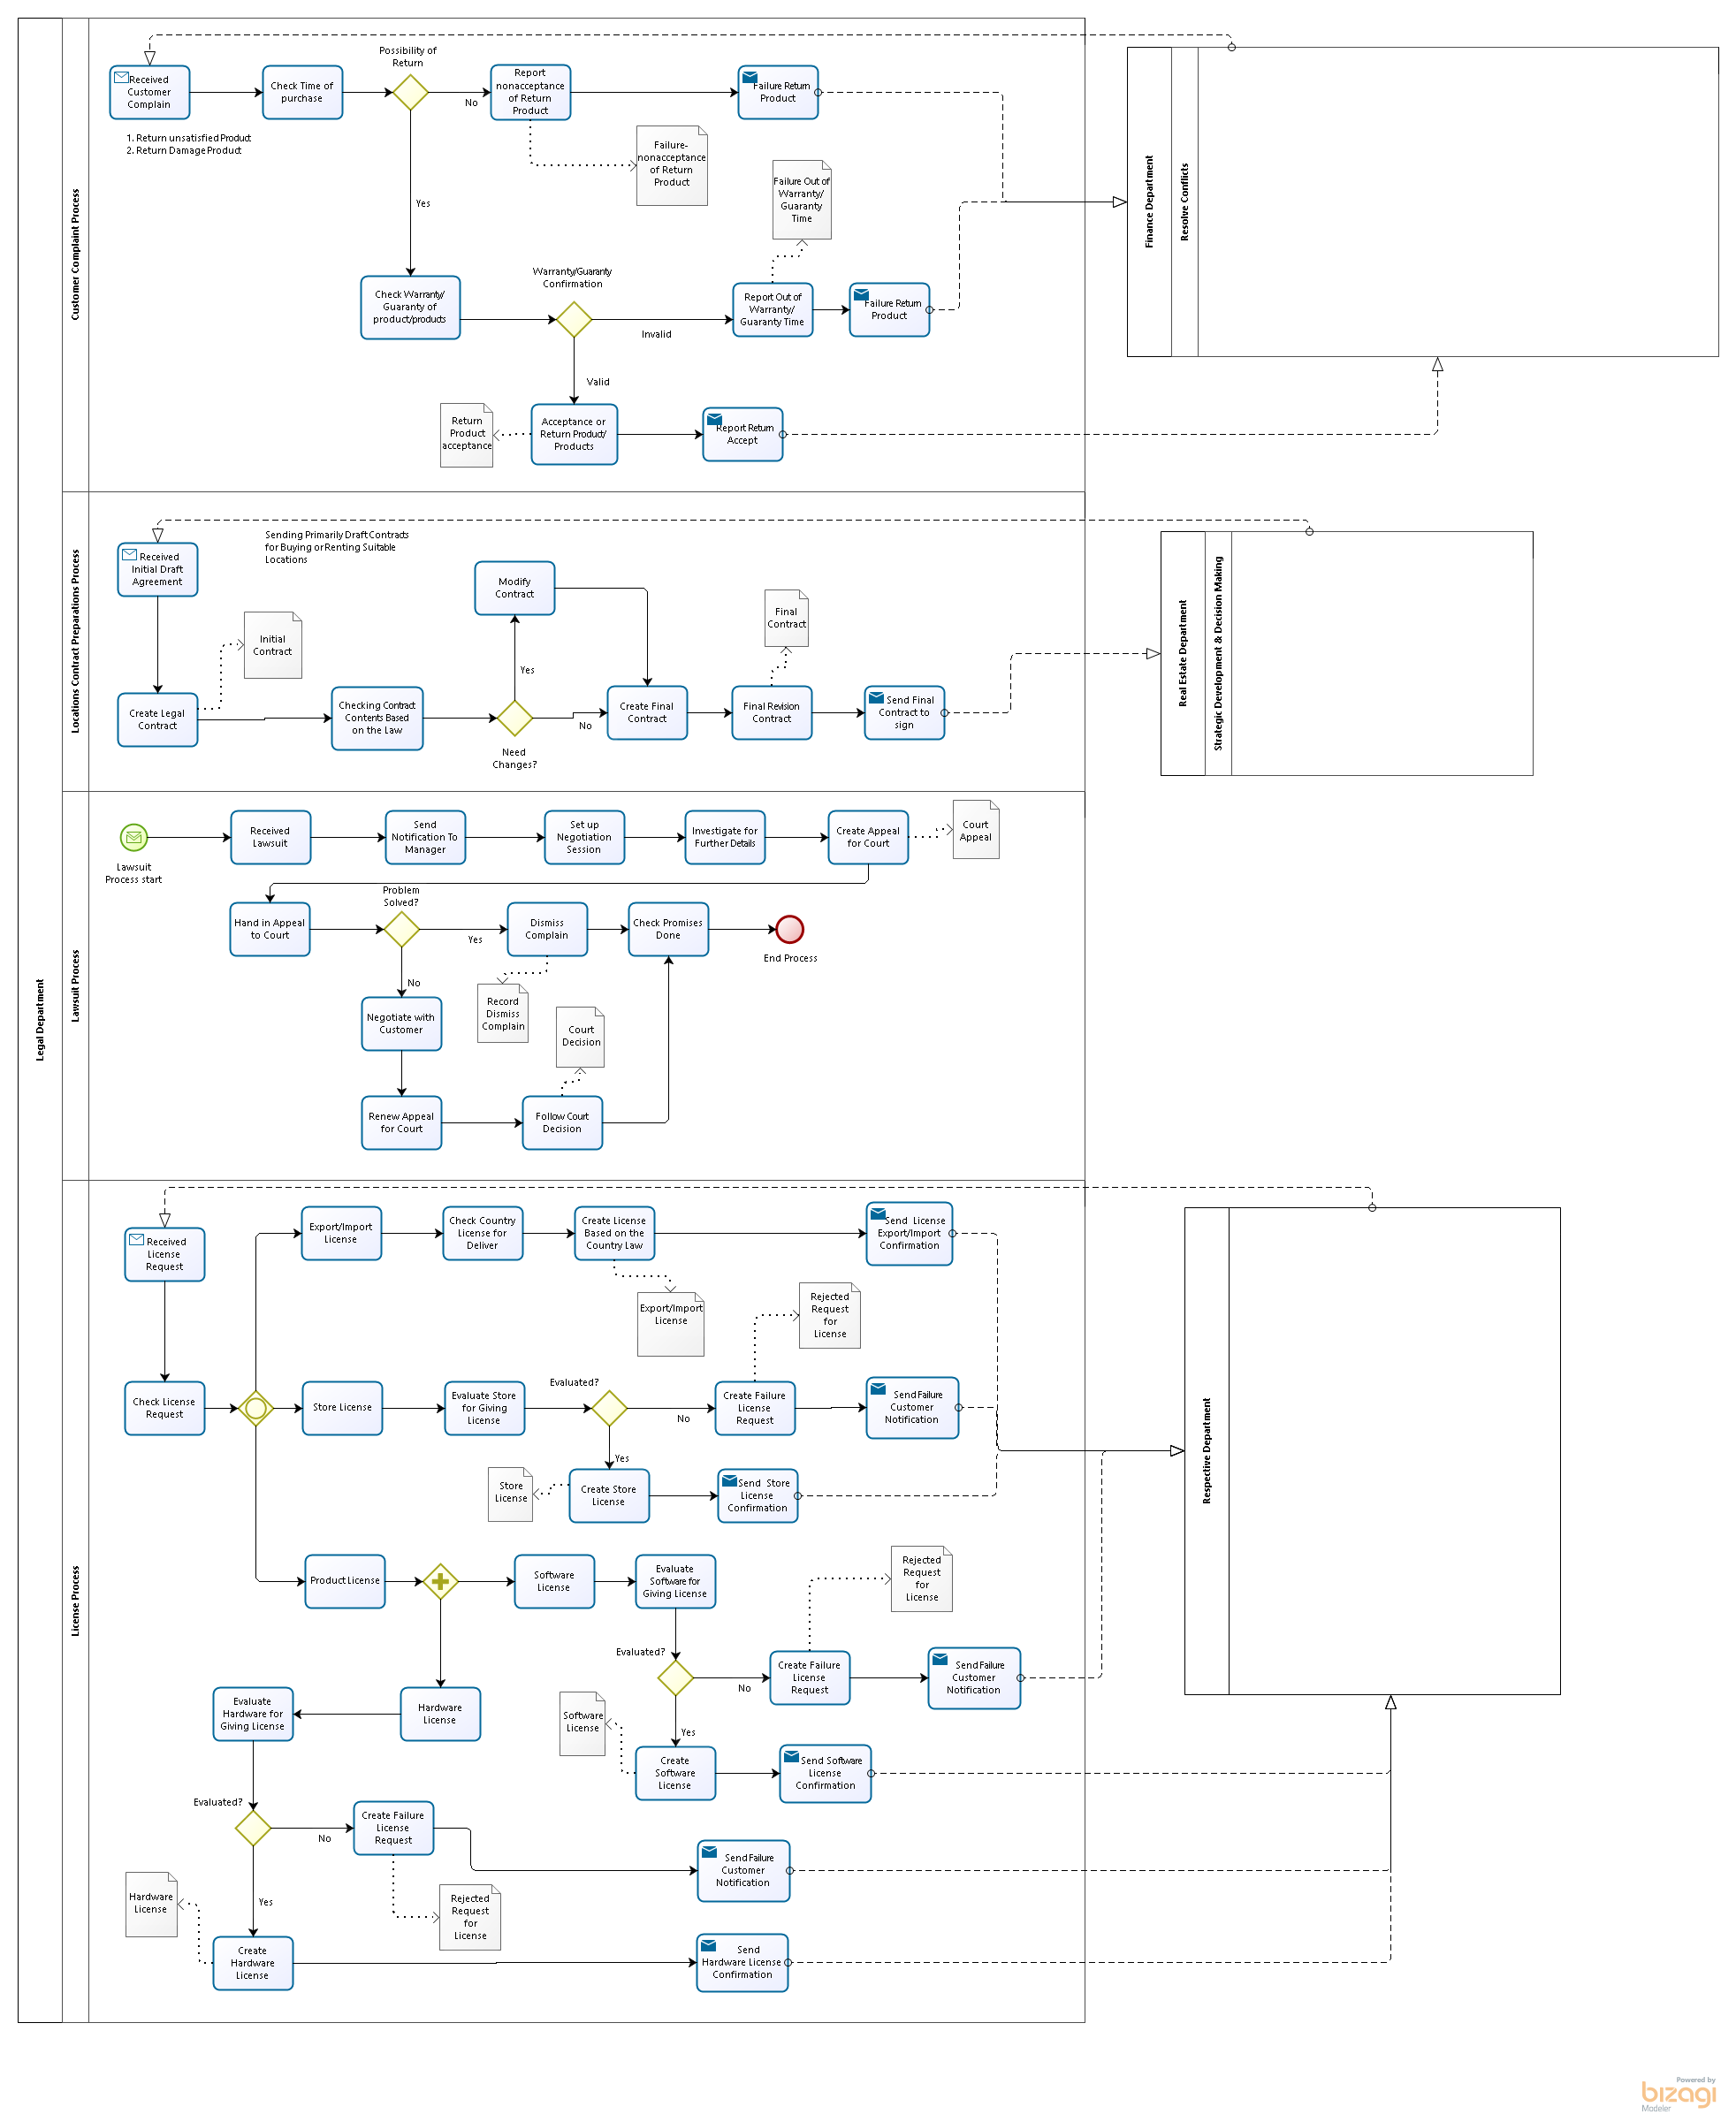 Legal Department
Customer Complaint Process
Received
Customer
Complain
1. Return unsatisfied Product
2. Return Damage Product
Check Time of
purchase
Possibility of
Return
No
Yes
Report
nonacceptance
of Return
Product
Failure-
nonacceptance
of Return
Product
Failure Return
Product
Check Warranty/
Guaranty of
product/products
Warranty/Guaranty
Confirmation
Invalid
Valid
Report Out of
Warranty/
Guaranty Time
Failure Out of
Warranty/
Guaranty
Time
Failure Return
Product
Return
Product
acceptance
Acceptance or
Return Product/
Products
Report Return
Accept
Finance Department
Resolve Conflicts
Locations Contract Preparations Process
Received
Initial Draft
Agreement
Sending Primarily Draft Contracts
for Buying or Renting Suitable
Locations
Create Legal
Contract
Initial
Contract
Checking Contract
Contents Based
on the Law
Need
Changes?
Yes
No
Modify
Contract
Create Final
Contract
Final Revision
Contract
Final
Contract
Send Final
Contract to
sign
Real Estate Department
Strategic Development & Decision Making
Lawsuit Process
Lawsuit
Process start
Received
Lawsuit
Send
Notification To
Manager
Set up
Negotiation
Session
Investigate for
Further Details
Create Appeal
for Court
Court
Appeal
Hand in Appeal
to Court
Problem
Solved?
Yes
No
Dismiss
Complain
Record
Dismiss
Complain
Check Promises
Done
End Process
Negotiate with
Customer
Renew Appeal
for Court
Follow Court
Decision
Court
Decision
License Process
Received
License
Request
Check License
Request
Export/Import
License
Check Country
License for
Deliver
Create License
Based on the
Country Law
Export/Import
License
Send License
Export/Import
Confirmation
Store License
Evaluate Store
for Giving
License
Evaluated?
No
Yes
Create Failure
License
Request
Rejected
Request
for
License
Send Failure
Customer
Notification
Store
License
Create Store
License
Send Store
License
Confirmation
Product License
Software
License
Evaluate
Software for
Giving License
Evaluated?
No
Yes
Create Failure
License
Request
Rejected
Request
for
License
Send Failure
Customer
Notification
Software
License
Create
Software
License
Send Software
License
Confirmation
Hardware
License
Evaluate
Hardware for
Giving License
Evaluated?
No
Yes
Create Failure
License
Request
Rejected
Request
for
License
Send Failure
Customer
Notification
Hardware
License
Create
Hardware
License
Send
Hardware License
Confirmation
Respective Department
Powered by
bizagi
Modeler